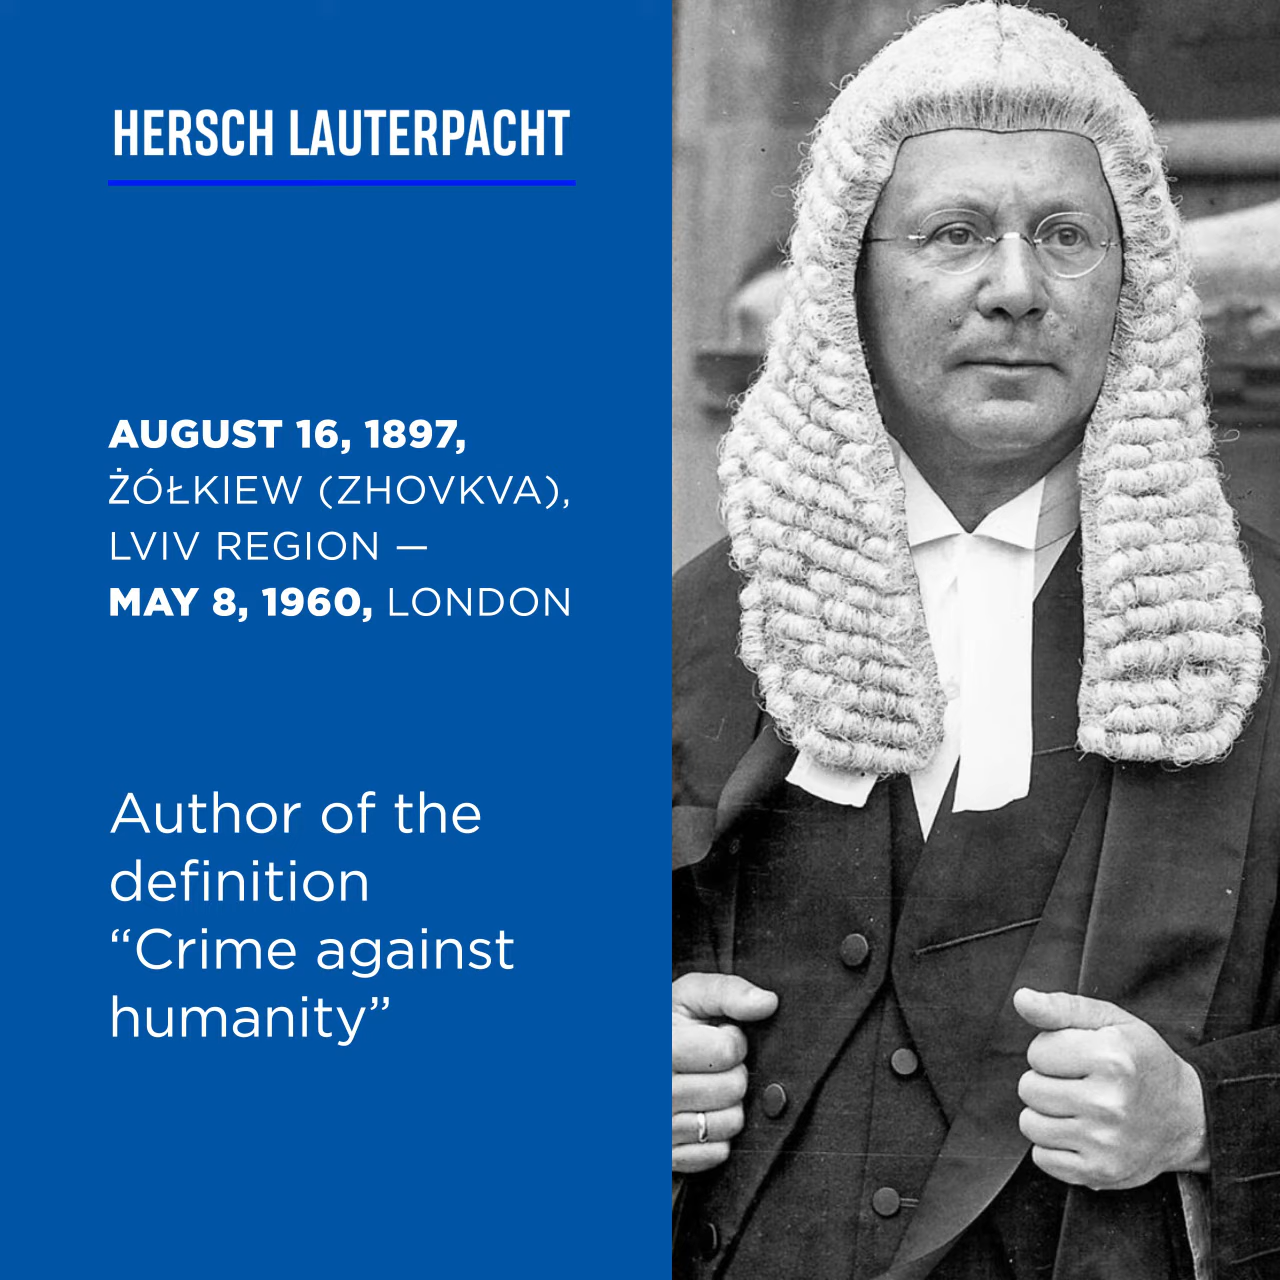 HERSCH LAUTERPACHT
AUGUST 16, 1897,
ŻÓŁKIEW (ZHOVKVA),
LVIV REGION —
MAY 8, 1960, LONDON
Author of the
definition
“Crime against
humanity”